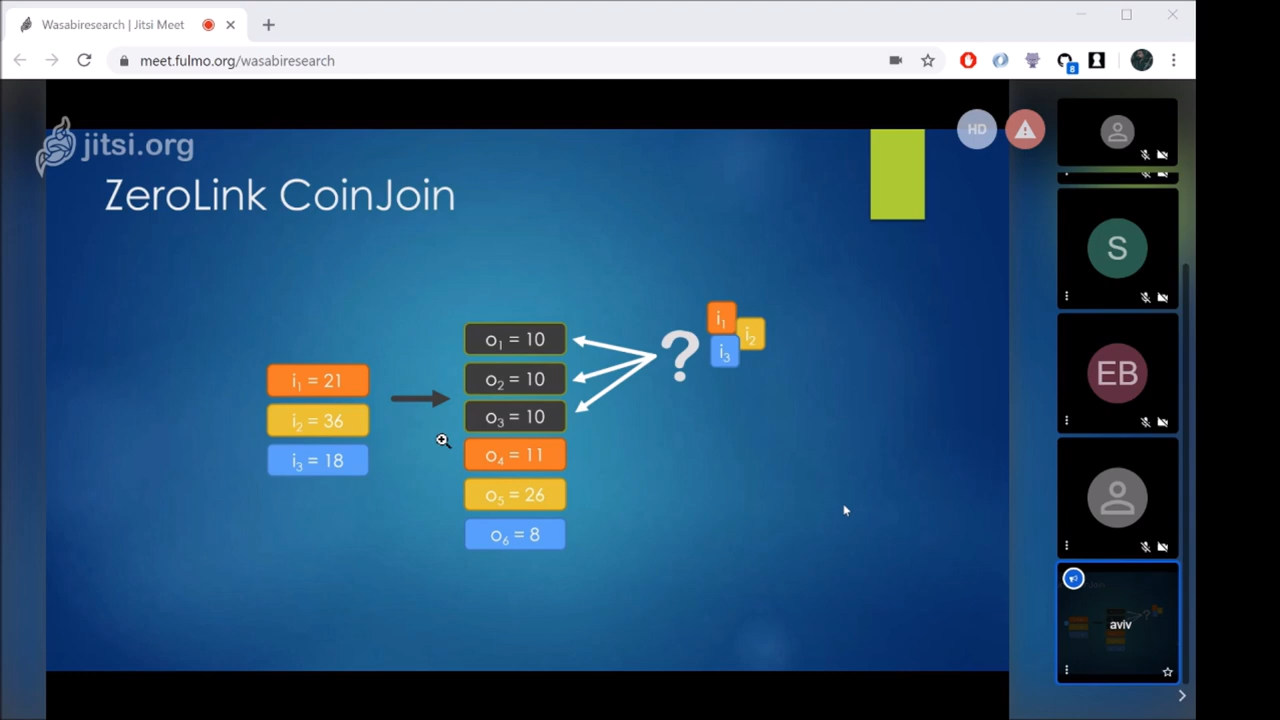 Wasabiresearch | Jitsi Meet
meet.fulmo.org/wasabiresearch
8
jitsi.org
HD
ZeroLink CoinJoin
i₁ = 21
i₂ = 36
i₃ = 18
o₁ = 10
o₂ = 10
o₃ = 10
o₄ = 11
o₅ = 26
o₆ = 8
?
i₁
i₂
i₃
S
EB
aviv